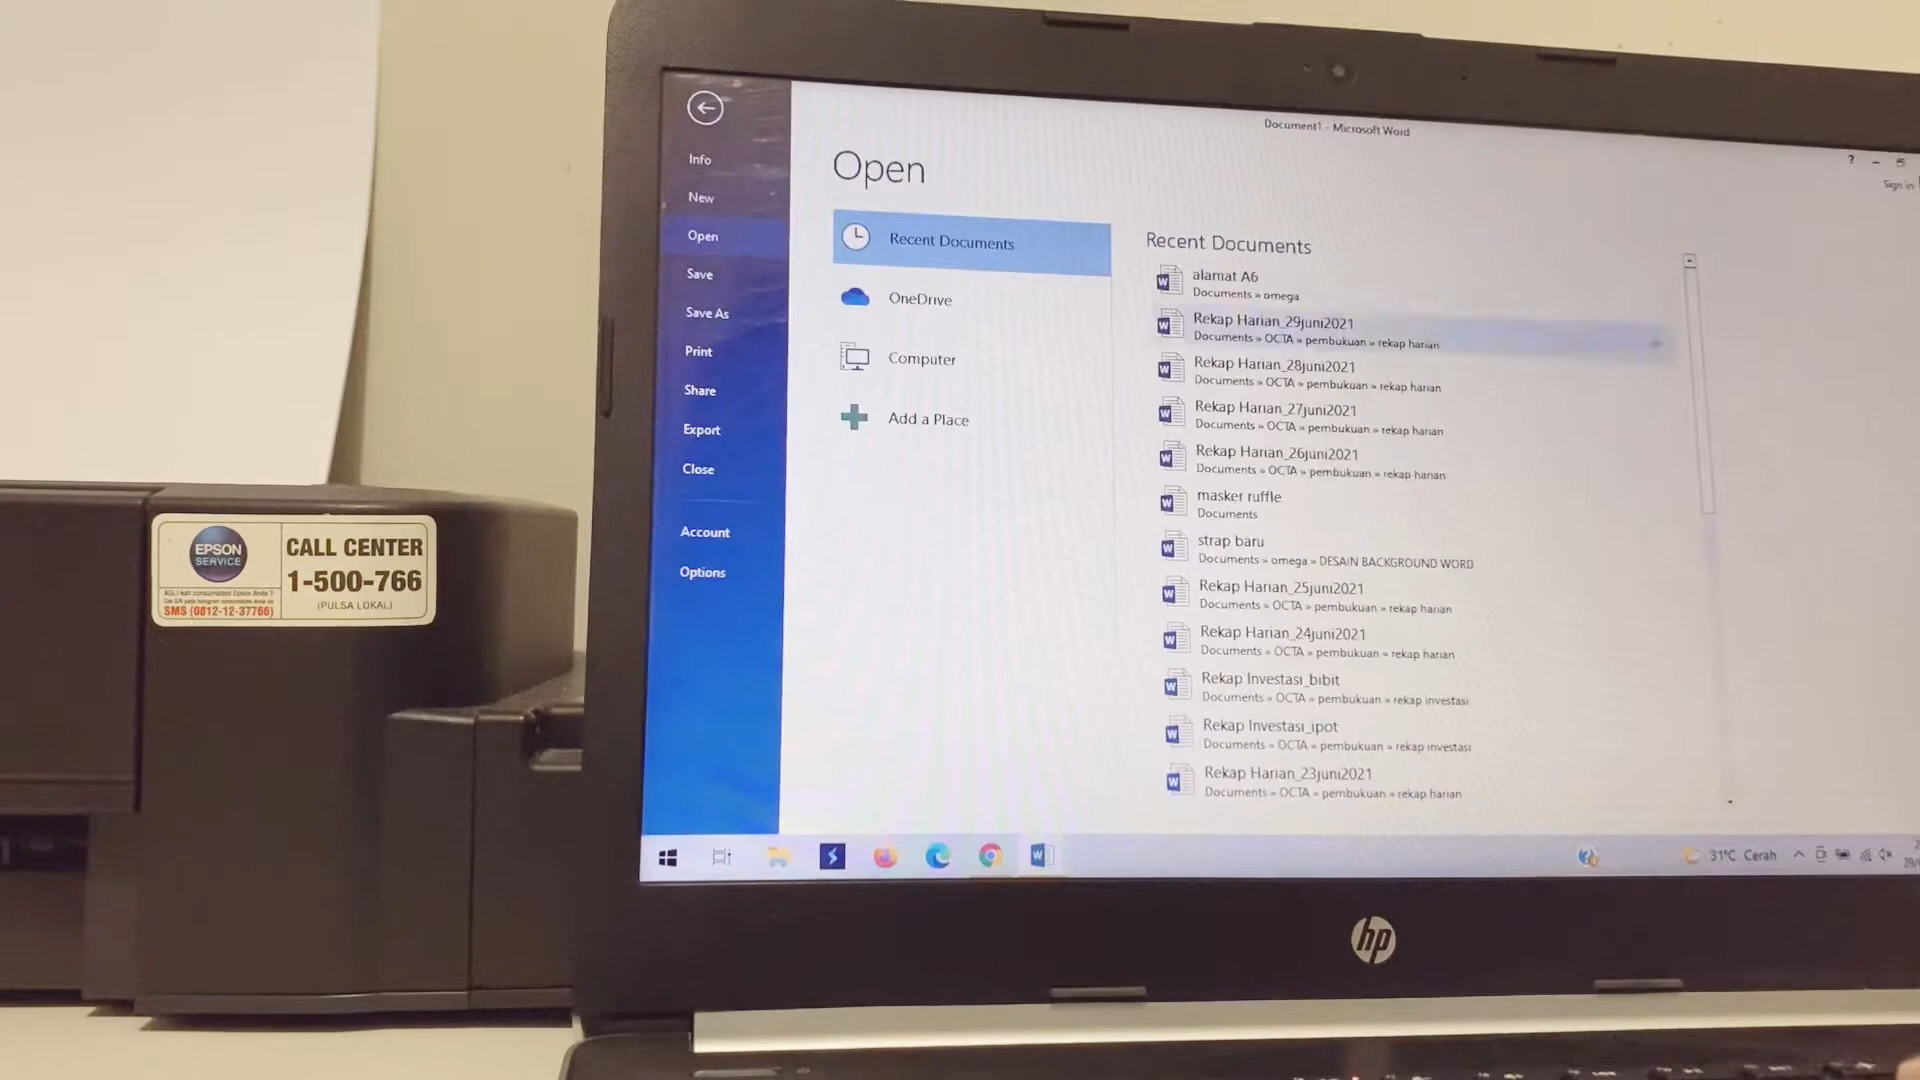 EPSON
SERVICE
CALL CENTER
1-500-766
(PULSA LOKAL)
SMS (0812-12-37766)
Document1 - Microsoft Word
Sign in
Info
New
Open
Save
Save As
Print
Share
Export
Close
Account
Options
Open
Recent Documents
OneDrive
Computer
Add a Place
Recent Documents
alamat A6
Documents » omega
Rekap Harian_29juni2021
Documents » OCTA » pembukuan » rekap harian
Rekap Harian_28juni2021
Documents » OCTA » pembukuan » rekap harian
Rekap Harian_27juni2021
Documents » OCTA » pembukuan » rekap harian
Rekap Harian_26juni2021
Documents » OCTA » pembukuan » rekap harian
masker ruffle
Documents
strap baru
Documents » omega » DESAIN BACKGROUND WORD
Rekap Harian_25juni2021
Documents » OCTA » pembukuan » rekap harian
Rekap Harian_24juni2021
Documents » OCTA » pembukuan » rekap harian
Rekap Investasi_bibit
Documents » OCTA » pembukuan » rekap investasi
Rekap Investasi_ipot
Documents » OCTA » pembukuan » rekap investasi
Rekap Harian_23juni2021
Documents » OCTA » pembukuan » rekap harian
31°C Cerah
hp